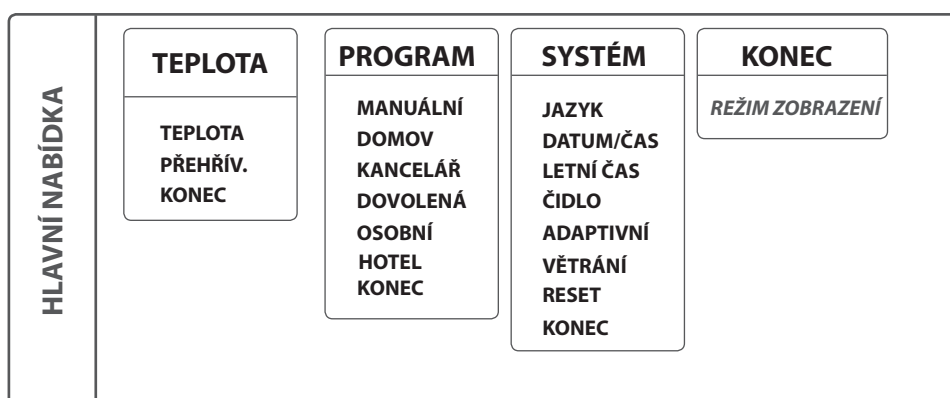 HLAVNÍ NABÍDKA
TEPLOTA
TEPLOTA
PŘEHŘÍV.
KONEC
PROGRAM
MANUÁLNÍ
DOMOV
KANCELÁŘ
DOVOLENÁ
OSOBNÍ
HOTEL
KONEC
SYSTÉM
JAZYK
DATUM/ČAS
LETNÍ ČAS
ČIDLO
ADAPTIVNÍ
VĚTRÁNÍ
RESET
KONEC
KONEC
REŽIM ZOBRAZENÍ